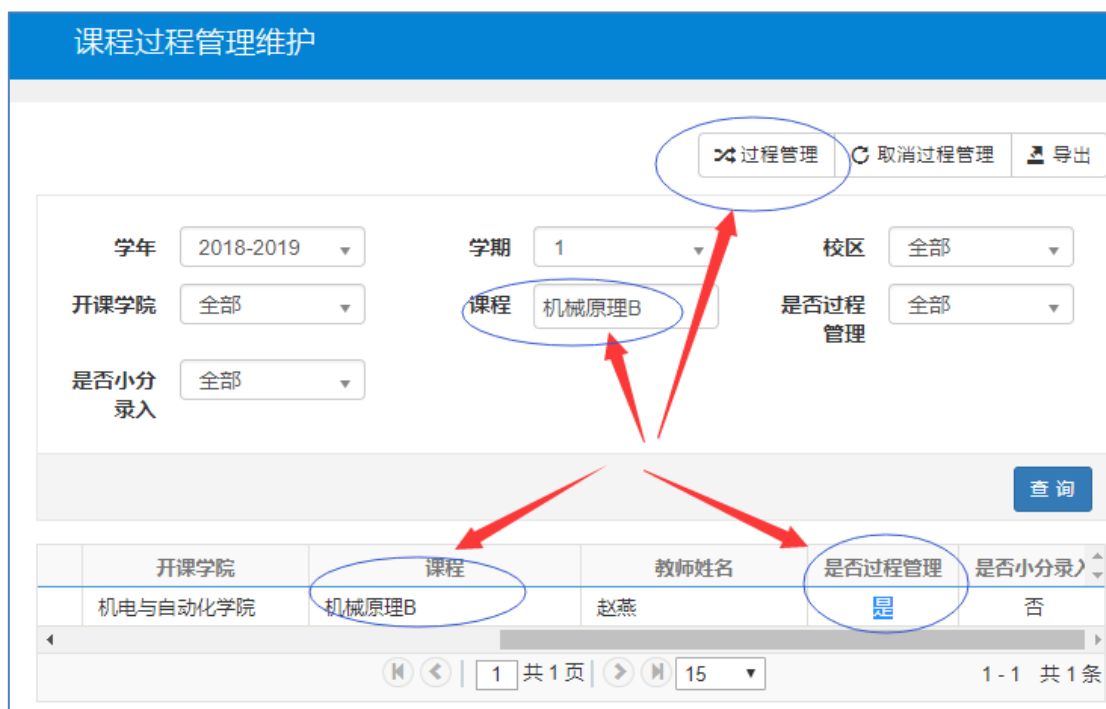 课程过程管理维护
过程管理 取消过程管理 导出
学年 2018-2019 学期 1 校区 全部
开课学院 全部 课程 机械原理B 是否过程管理 全部
是否小分录入 全部
查询
开课学院 课程 教师姓名 是否过程管理 是否小分录入
机电与自动化学院 机械原理B 赵燕 是 否
1 共1页 15 1-1 共1条